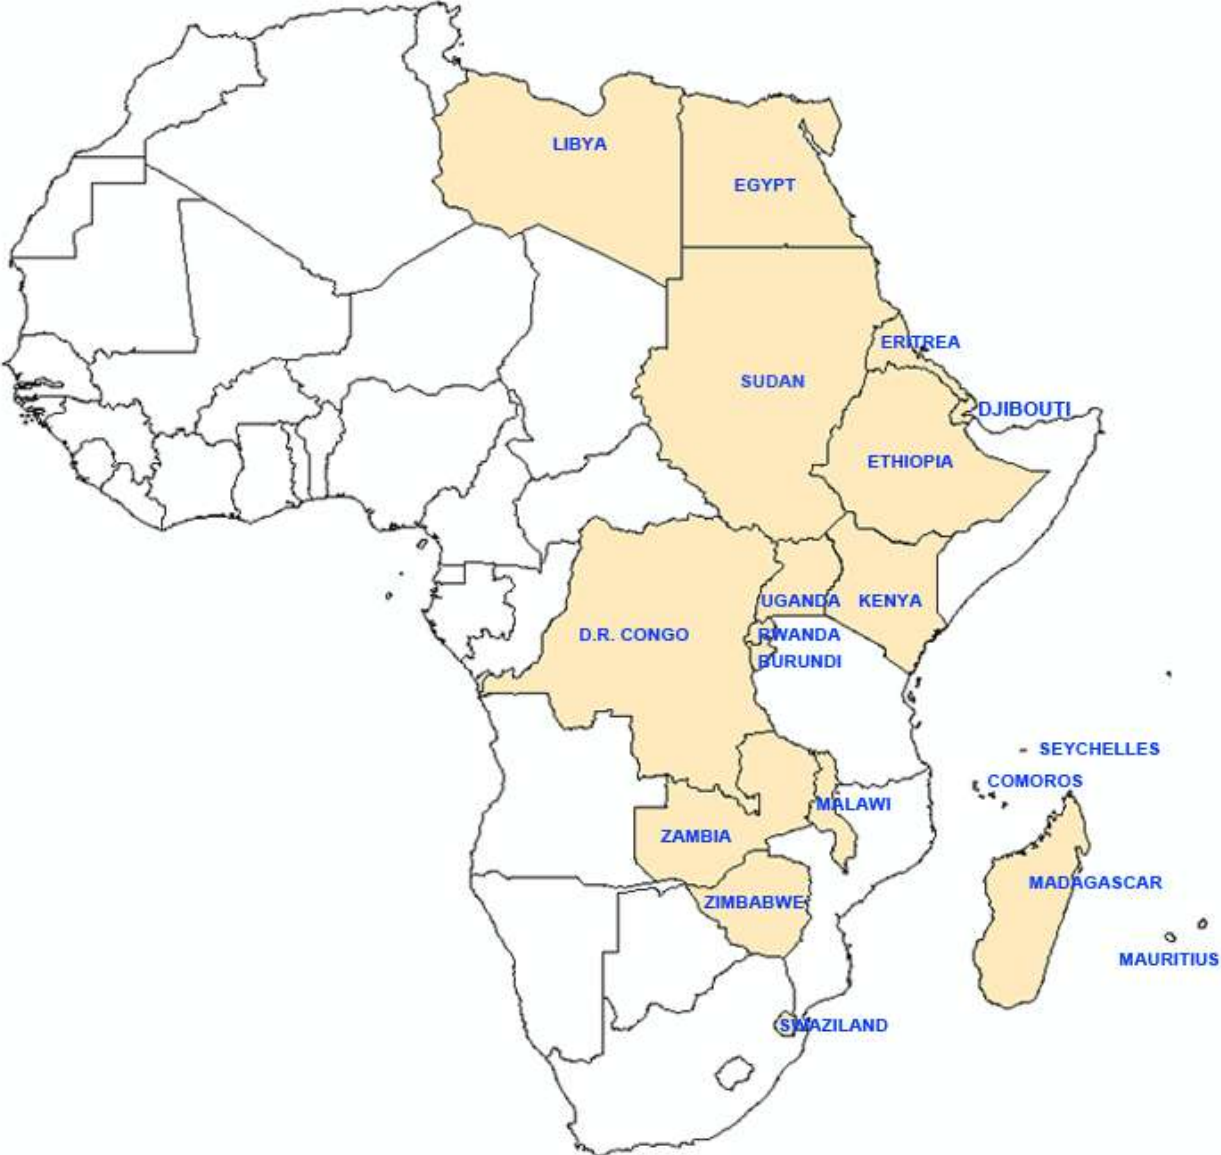 LIBYA
EGYPT
ERITREA
SUDAN
DJIBOUTI
ETHIOPIA
UGANDA
KENYA
D.R. CONGO
RWANDA
BURUNDI
SEYCHELLES
COMOROS
MALAWI
ZAMBIA
MADAGASCAR
ZIMBABWE
MAURITIUS
SWAZILAND